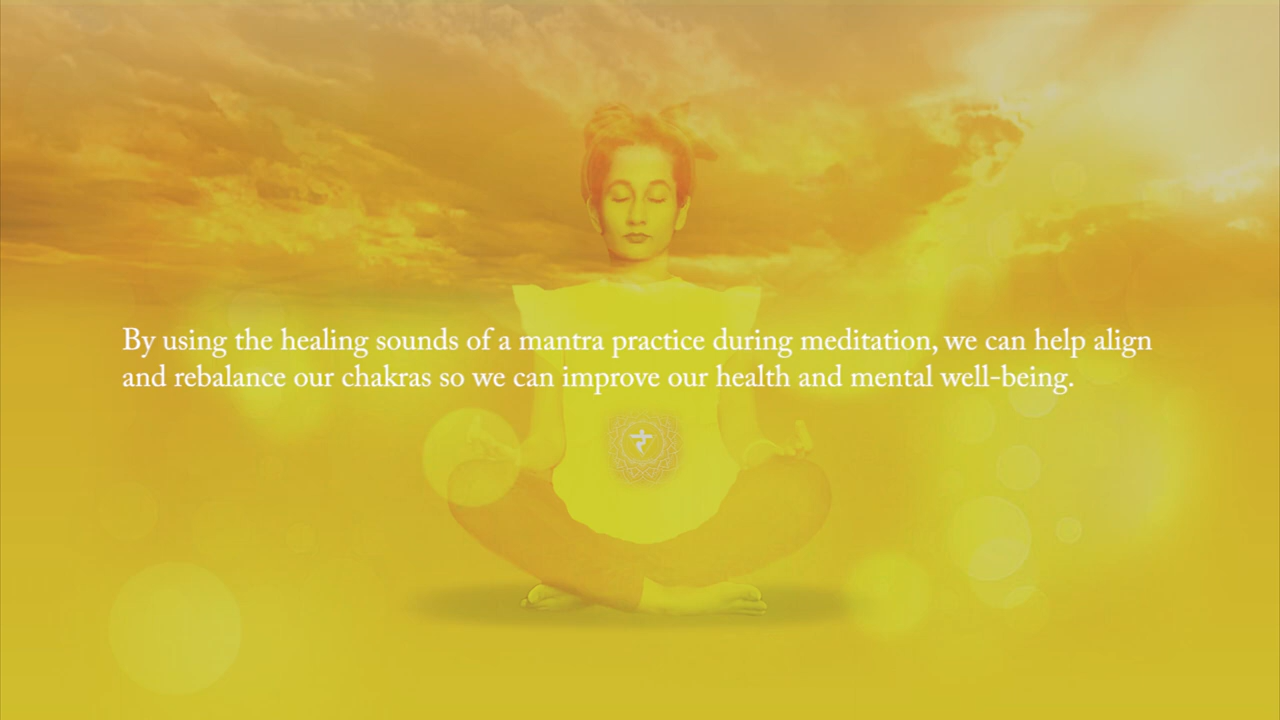 By using the healing sounds of a mantra practice during meditation, we can help align
and rebalance our chakras so we can improve our health and mental well-being.